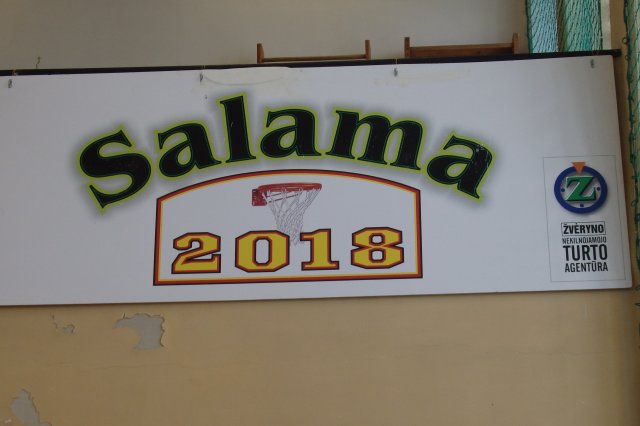 Salama
2018
Ž
ŽVĖRYNO
NEKILNOJAMOJO
TURTO
AGENTŪRA